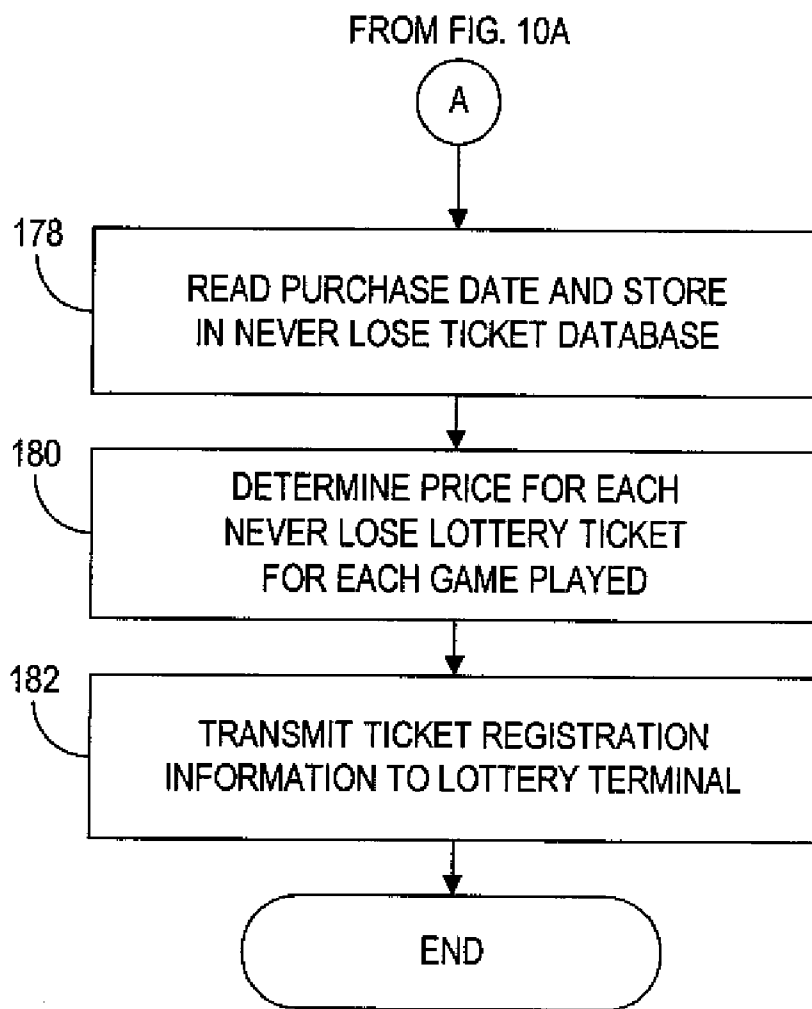 FROM FIG. 10A
A
178
READ PURCHASE DATE AND STORE
IN NEVER LOSE TICKET DATABASE
180
DETERMINE PRICE FOR EACH
NEVER LOSE LOTTERY TICKET
FOR EACH GAME PLAYED
182
TRANSMIT TICKET REGISTRATION
INFORMATION TO LOTTERY TERMINAL
END